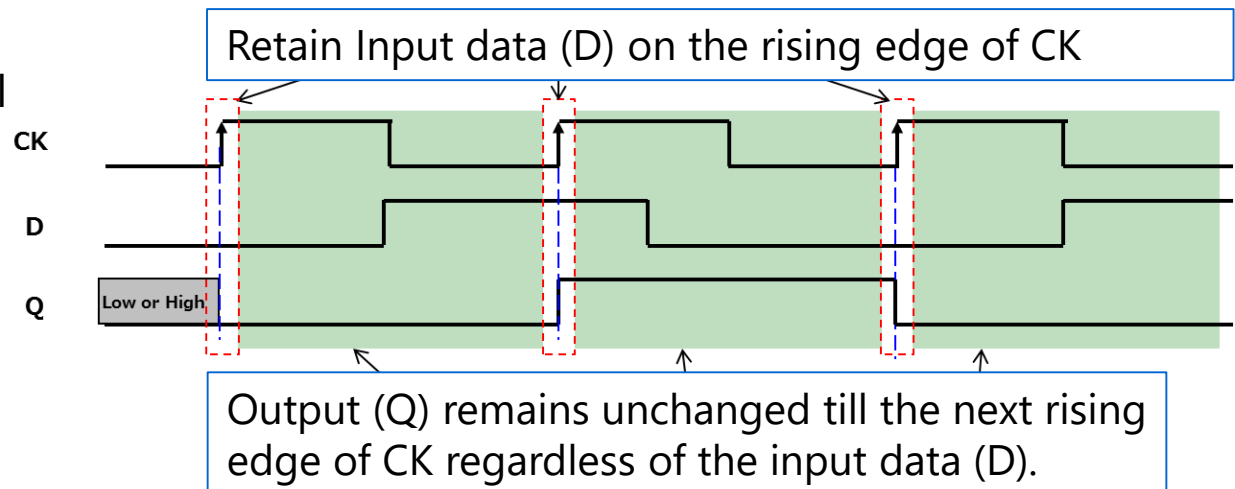 Retain Input data (D) on the rising edge of CK
CK
D
Low or High
Q
Output (Q) remains unchanged till the next rising
edge of CK regardless of the input data (D).